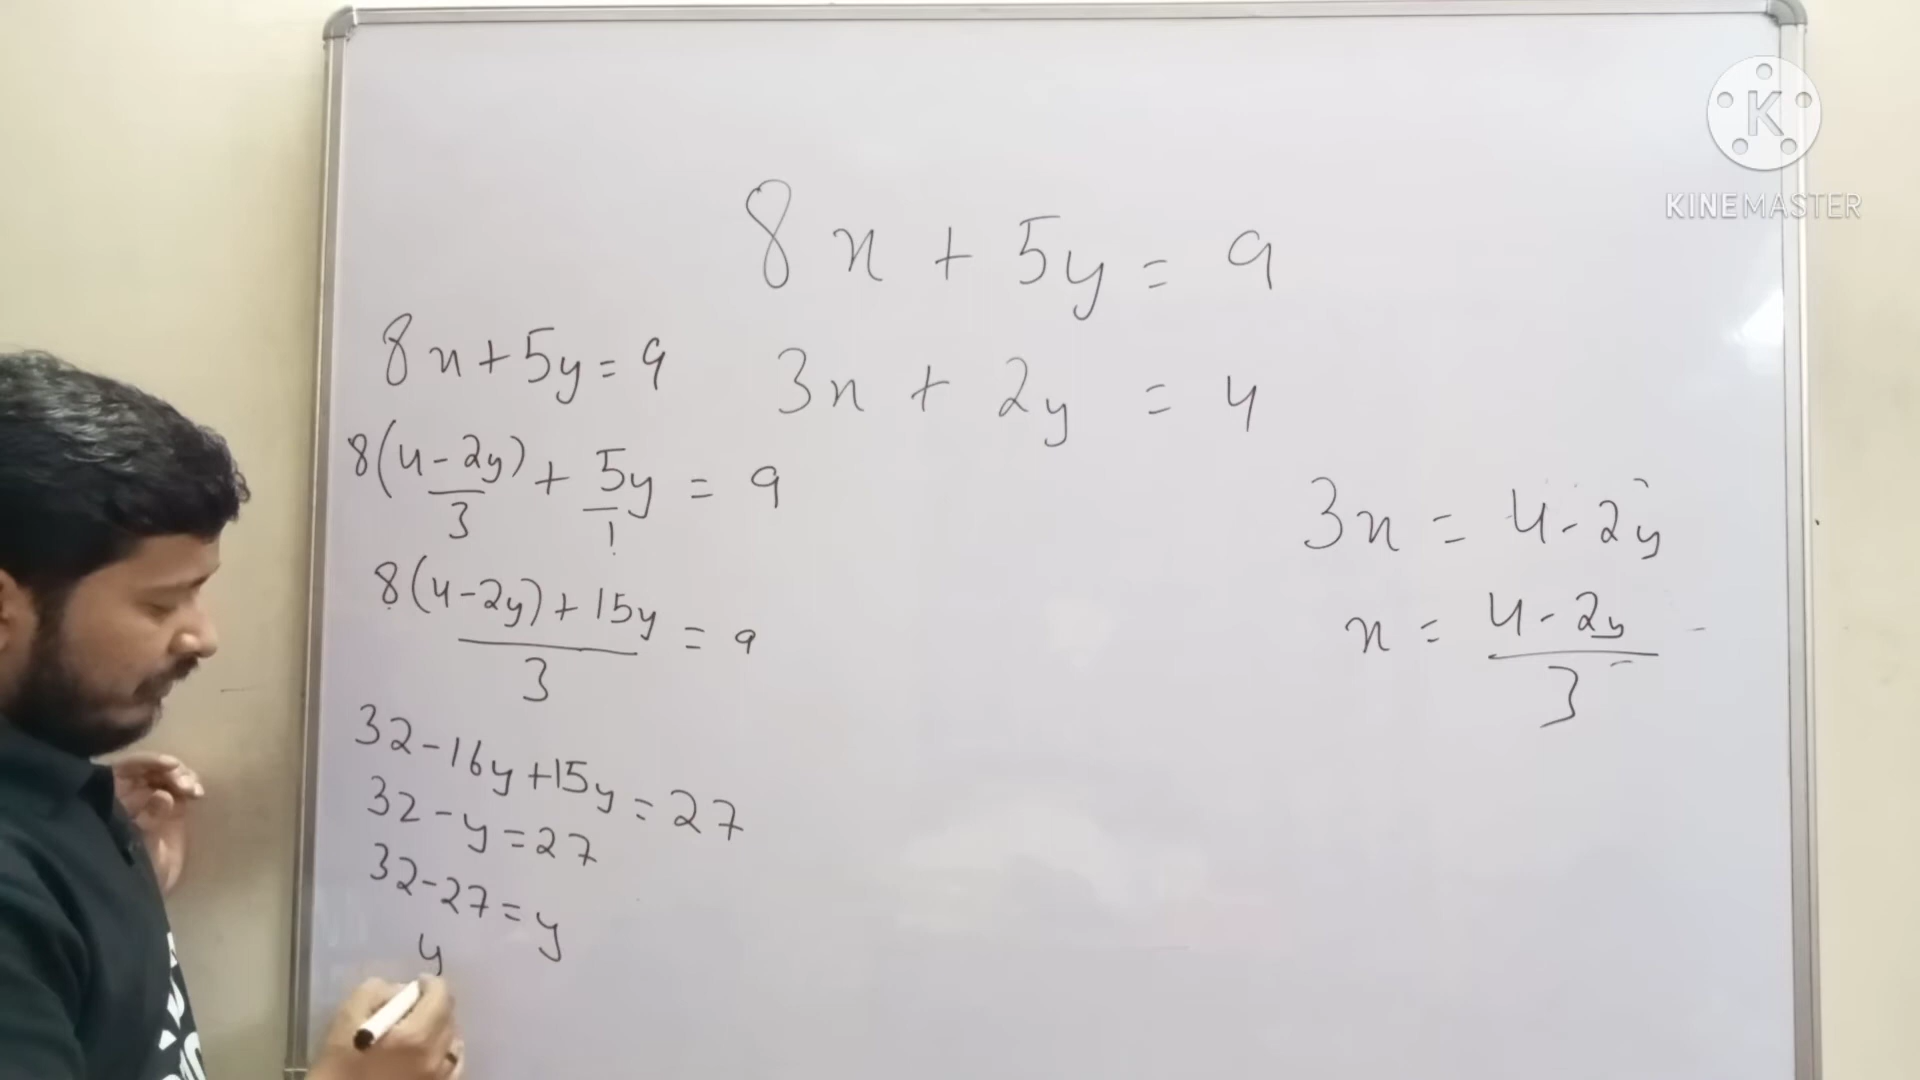 8x + 5y = 9
3x + 2y = 4
8x + 5y = 9
8(4-2y)/3 + 5y/1 = 9
8(4-2y) + 15y / 3 = 9
32 - 16y + 15y = 27
32 - y = 27
32 - 27 = y
y
3x = 4 - 2y
x = 4 - 2y / 3
K
KINEMASTER